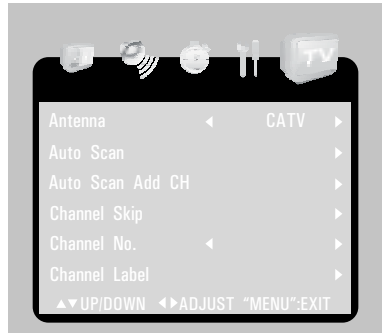 TV
Antenna ◀ CATV ▶
Auto Scan ▶
Auto Scan Add CH ▶
Channel Skip ▶
Channel No. ◀ ▶
Channel Label ▶
▲▼UP/DOWN ◀▶ADJUST "MENU":EXIT